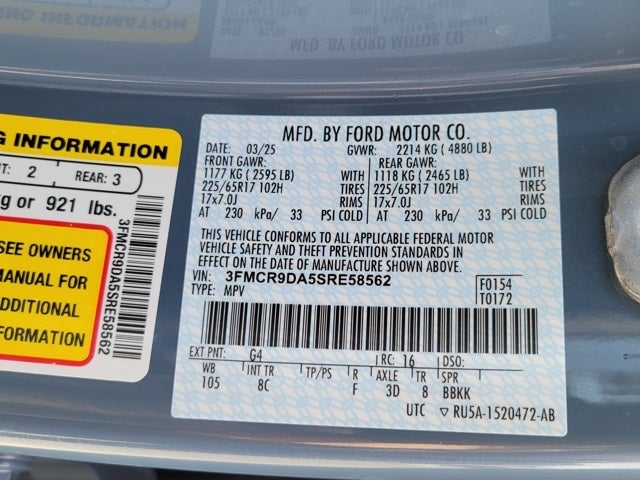 MFD. BY FORD MOTOR CO.
DATE: 03/25 GVWR: 2214 KG ( 4880 LB)
FRONT GAWR: REAR GAWR:
1177 KG ( 2595 LB) WITH 1118 KG ( 2465 LB) WITH
225/65R17 102H TIRES 225/65R17 102H TIRES
17x7.0J RIMS 17x7.0J RIMS
AT 230 kPa/ 33 PSI COLD AT 230 kPa/ 33 PSI COLD
THIS VEHICLE CONFORMS TO ALL APPLICABLE FEDERAL MOTOR
VEHICLE SAFETY AND THEFT PREVENTION STANDARDS IN
EFFECT ON THE DATE OF MANUFACTURE SHOWN ABOVE.
VIN: 3FMCR9DA5SRE58562
TYPE: MPV
F0154
T0172
EXT PNT: G4 RC: 16 DSO:
WB INT TR TP/PS R AXLE TR SPR
105 8C F 3D 8 BBKK
UTC ▽ RU5A-1520472-AB
G INFORMATION
NT: 2 REAR: 3
kg or 921 lbs.
SEE OWNERS
MANUAL FOR
ADDITIONAL
INFORMATION
3FMCR9DA5SRE58562
MFD. BY FORD MOTOR CO.